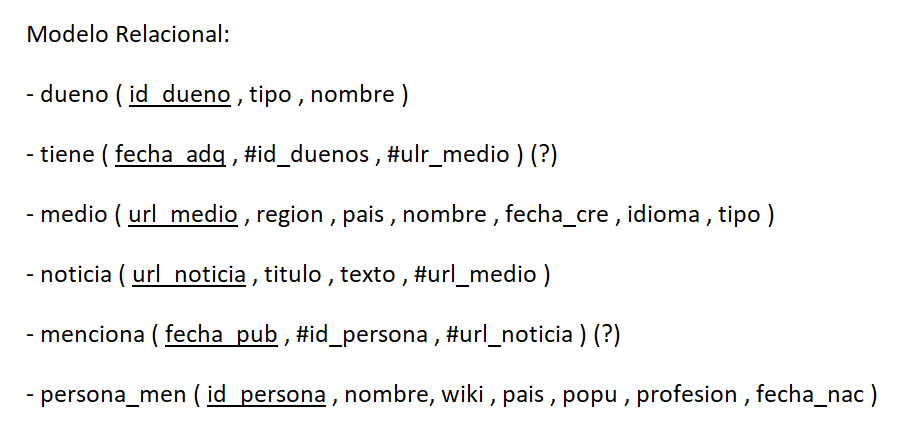 Modelo Relacional:
- dueno ( id_dueno , tipo , nombre )
- tiene ( fecha_adq , #id_duenos , #ulr_medio ) (?)
- medio ( url_medio , region , pais , nombre , fecha_cre , idioma , tipo )
- noticia ( url_noticia , titulo , texto , #url_medio )
- menciona ( fecha_pub , #id_persona , #url_noticia ) (?)
- persona_men ( id_persona , nombre, wiki , pais , popu , profesion , fecha_nac )